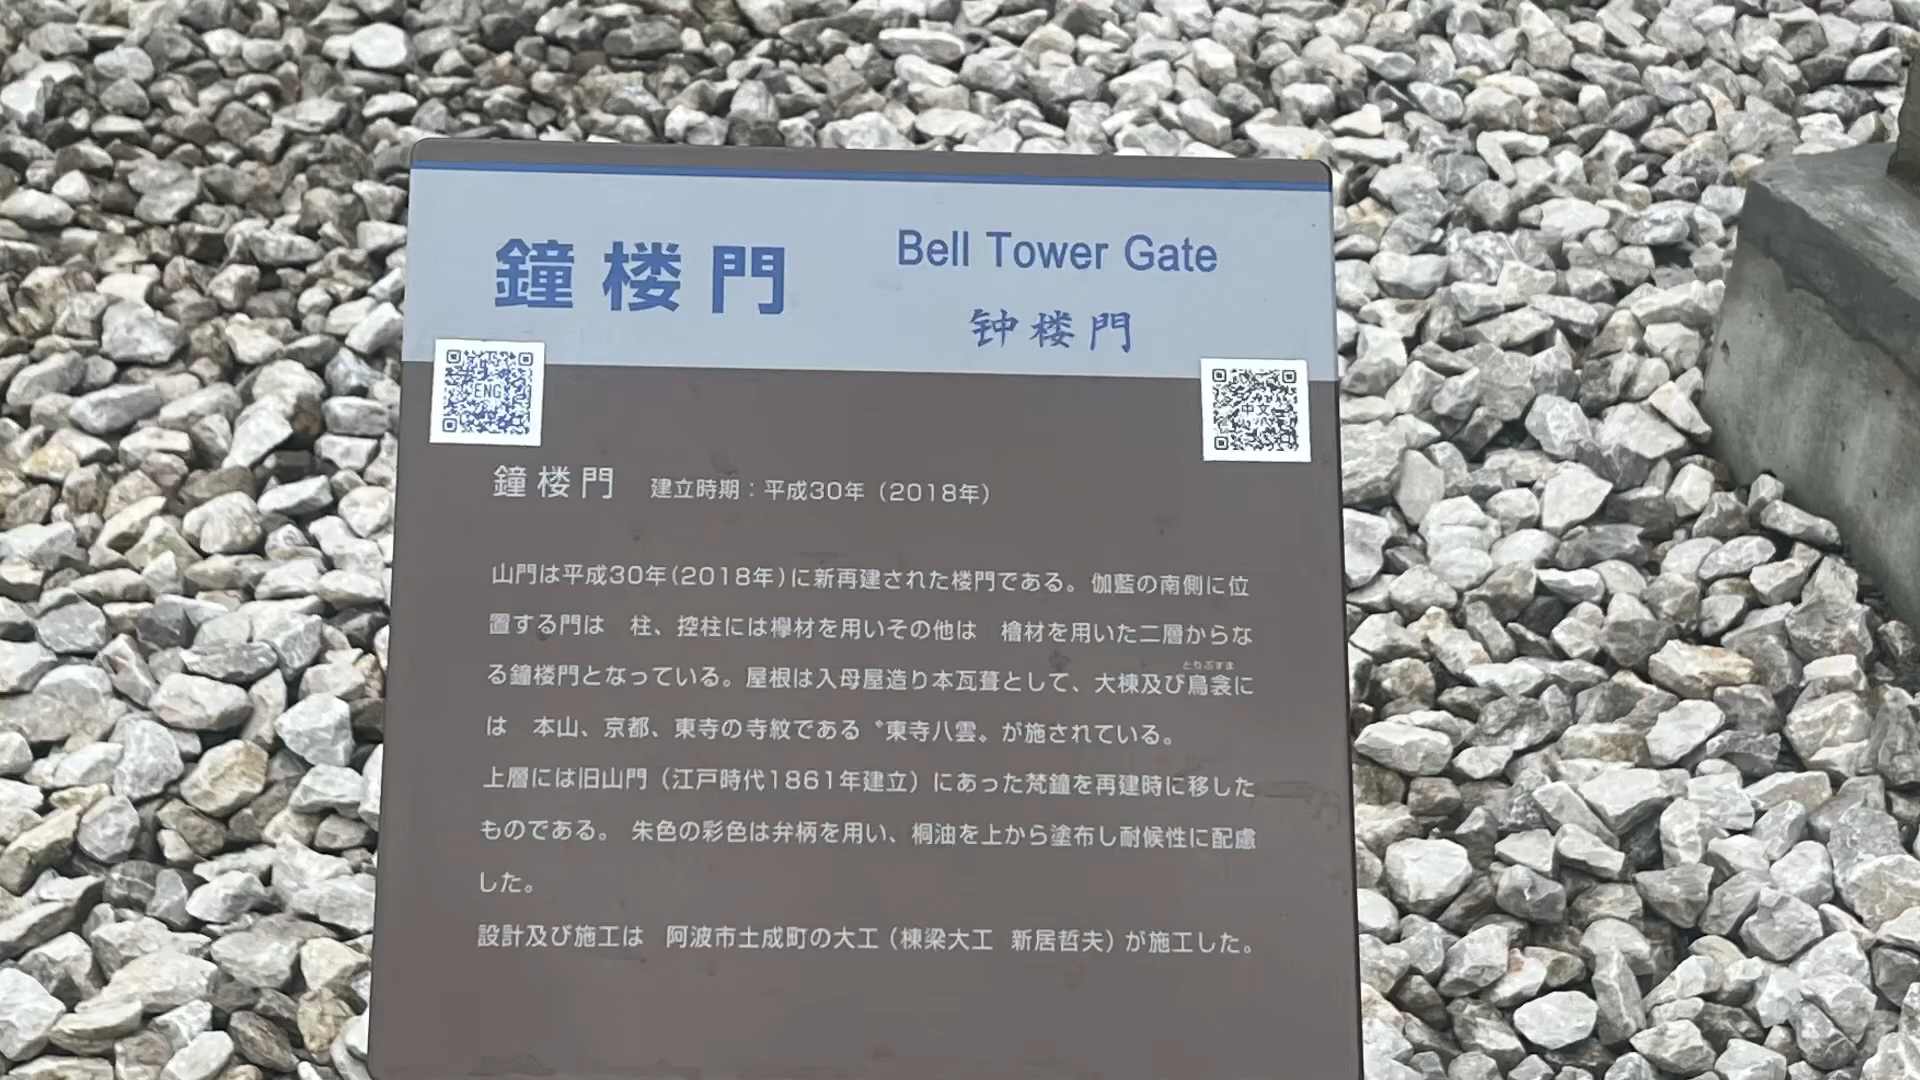 鐘楼門
Bell Tower Gate
钟楼門
ENG
中文
鐘楼門 建立時期：平成30年（2018年）
山門は平成30年(2018年)に新再建された楼門である。伽藍の南側に位
置する門は　柱、控柱には欅材を用いその他は　檜材を用いた二層からな
とりぶすま
る鐘楼門となっている。屋根は入母屋造り本瓦葺として、大棟及び鳥衾に
は　本山、京都、東寺の寺紋である〝東寺八雲〟が施されている。
上層には旧山門（江戸時代1861年建立）にあった梵鐘を再建時に移した
ものである。 朱色の彩色は弁柄を用い、桐油を上から塗布し耐候性に配慮
した。
設計及び施工は　阿波市土成町の大工（棟梁大工　新居哲夫）が施工した。